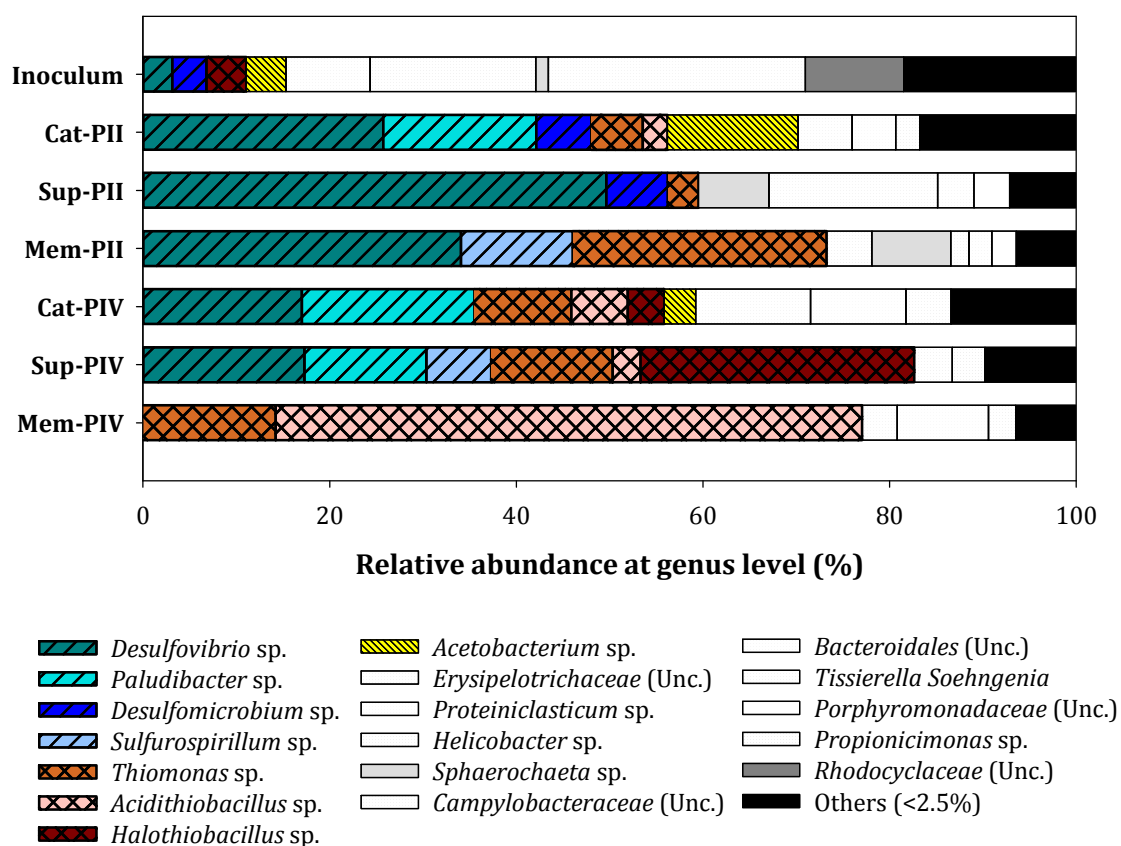 Inoculum
Cat-PII
Sup-PII
Mem-PII
Cat-PIV
Sup-PIV
Mem-PIV
0 20 40 60 80 100
Relative abundance at genus level (%)
Desulfovibrio sp.
Paludibacter sp.
Desulfomicrobium sp.
Sulfurospirillum sp.
Thiomonas sp.
Acidithiobacillus sp.
Halothiobacillus sp.
Acetobacterium sp.
Erysipelotrichaceae (Unc.)
Proteiniclasticum sp.
Helicobacter sp.
Sphaerochaeta sp.
Campylobacteraceae (Unc.)
Bacteroidales (Unc.)
Tissierella Soehngenia
Porphyromonadaceae (Unc.)
Propionicimonas sp.
Rhodocyclaceae (Unc.)
Others (<2.5%)